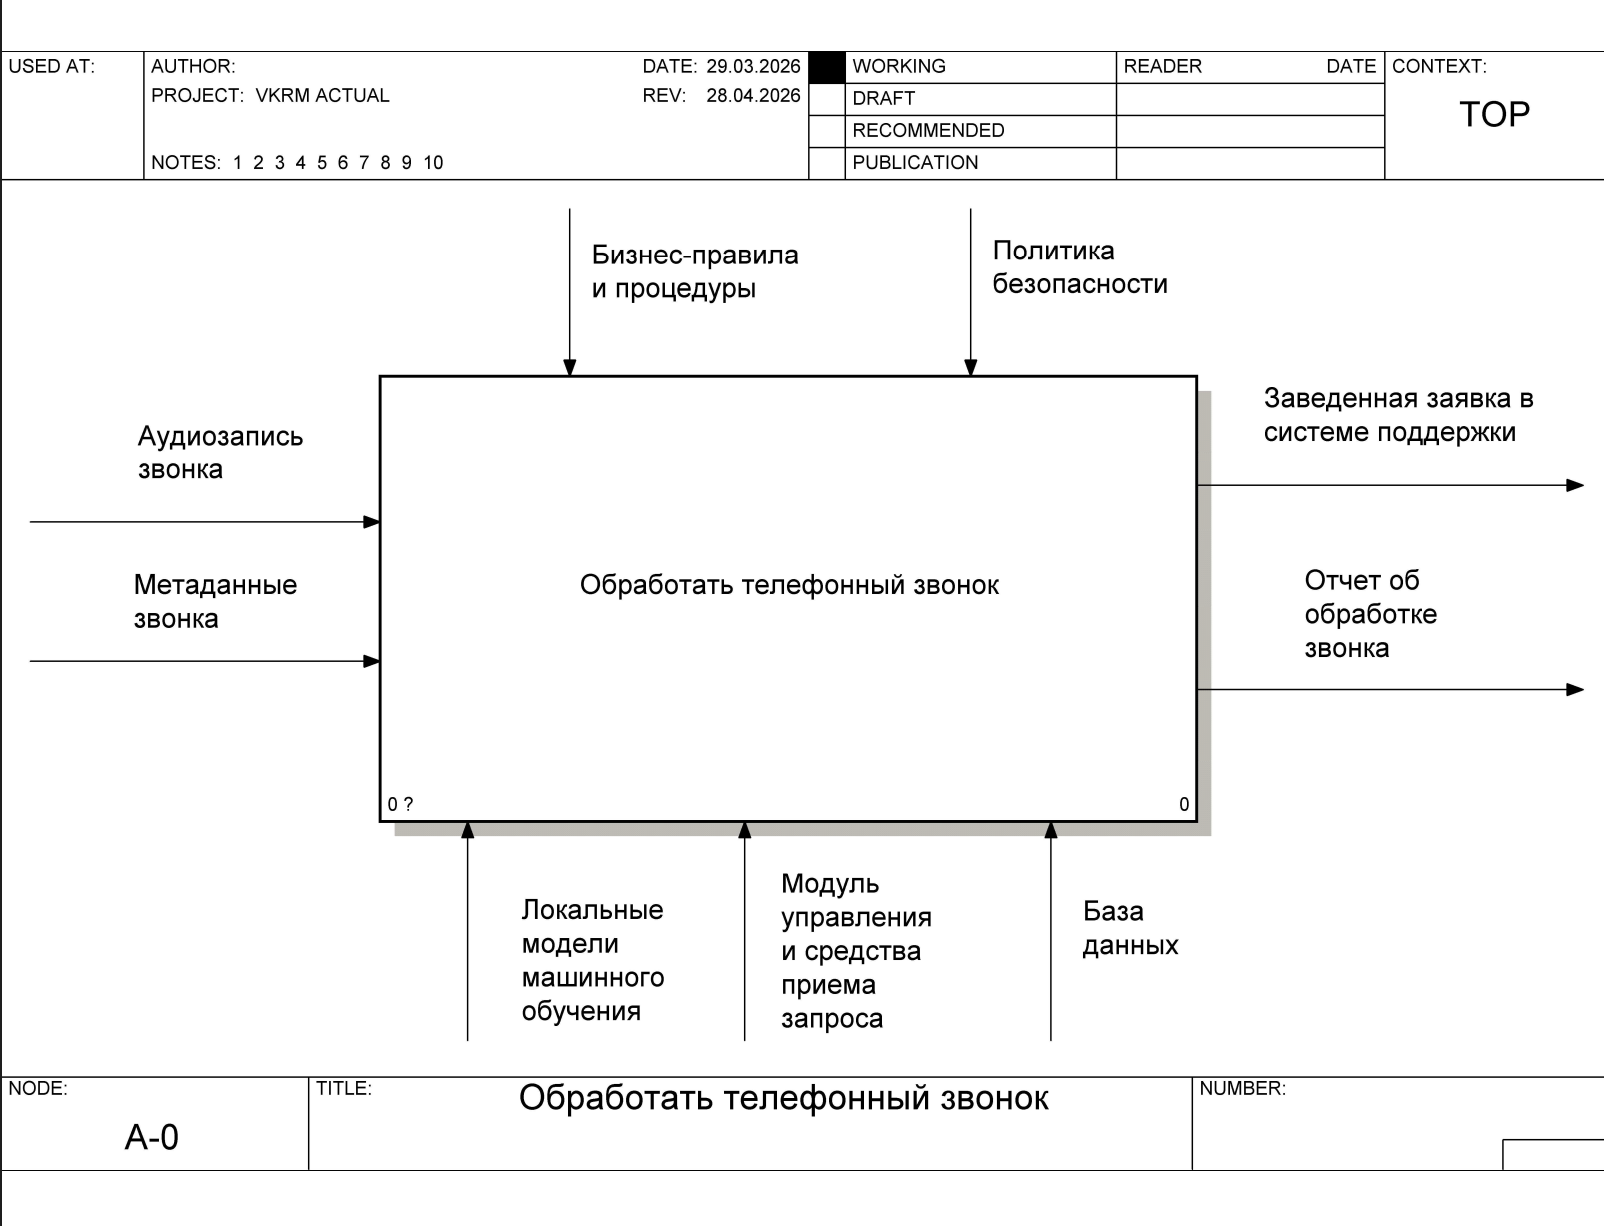 USED AT:
AUTHOR:
DATE: 29.03.2026
PROJECT: VKRM ACTUAL
REV: 28.04.2026
NOTES: 1 2 3 4 5 6 7 8 9 10
WORKING
DRAFT
RECOMMENDED
PUBLICATION
READER DATE
CONTEXT:
TOP
Бизнес-правила
и процедуры
Политика
безопасности
Аудиозапись
звонка
Метаданные
звонка
Обработать телефонный звонок
0 ?
0
Заведенная заявка в
системе поддержки
Отчет об
обработке
звонка
Локальные
модели
машинного
обучения
Модуль
управления
и средства
приема
запроса
База
данных
NODE:
A-0
TITLE:
Обработать телефонный звонок
NUMBER: